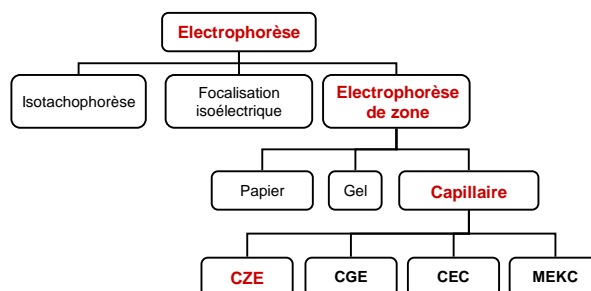 Electrophorèse
Isotachophorèse
Focalisation
isoélectrique
Electrophorèse
de zone
Papier
Gel
Capillaire
CZE
CGE
CEC
MEKC